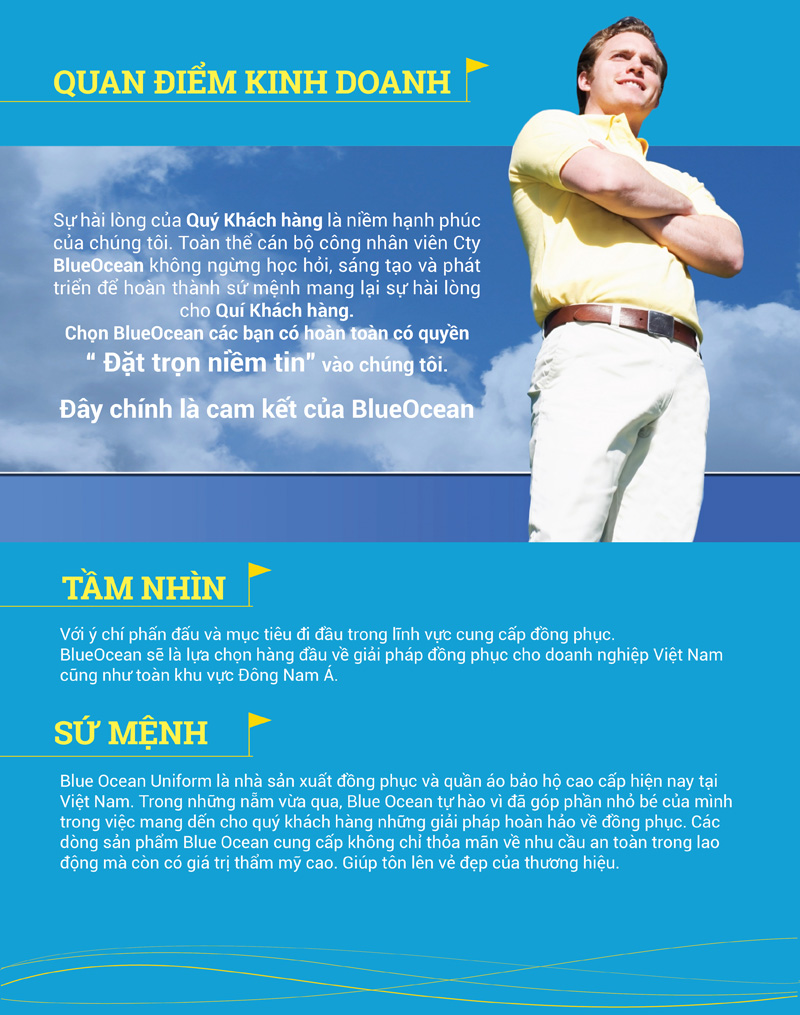 QUAN ĐIỂM KINH DOANH
Sự hài lòng của Quý Khách hàng là niềm hạnh phúc
của chúng tôi. Toàn thể cán bộ công nhân viên Cty
BlueOcean không ngừng học hỏi, sáng tạo và phát
triển để hoàn thành sứ mệnh mang lại sự hài lòng
cho Quí Khách hàng.
Chọn BlueOcean các bạn có hoàn toàn có quyền
“ Đặt trọn niềm tin” vào chúng tôi.
Đây chính là cam kết của BlueOcean
TẦM NHÌN
Với ý chí phấn đấu và mục tiêu đi đầu trong lĩnh vực cung cấp đồng phục.
BlueOcean sẽ là lựa chọn hàng đầu về giải pháp đồng phục cho doanh nghiệp Việt Nam
cũng như toàn khu vực Đông Nam Á.
SỨ MỆNH
Blue Ocean Uniform là nhà sản xuất đồng phục và quần áo bảo hộ cao cấp hiện nay tại
Việt Nam. Trong những nẵm vừa qua, Blue Ocean tự hào vì đã góp phần nhỏ bé của mình
trong việc mang dến cho quý khách hàng những giải pháp hoàn hảo về đồng phục. Các
dòng sản phẩm Blue Ocean cung cấp không chỉ thỏa mãn về nhu cầu an toàn trong lao
động mà còn có giá trị thẩm mỹ cao. Giúp tôn lên vẻ đẹp của thương hiệu.